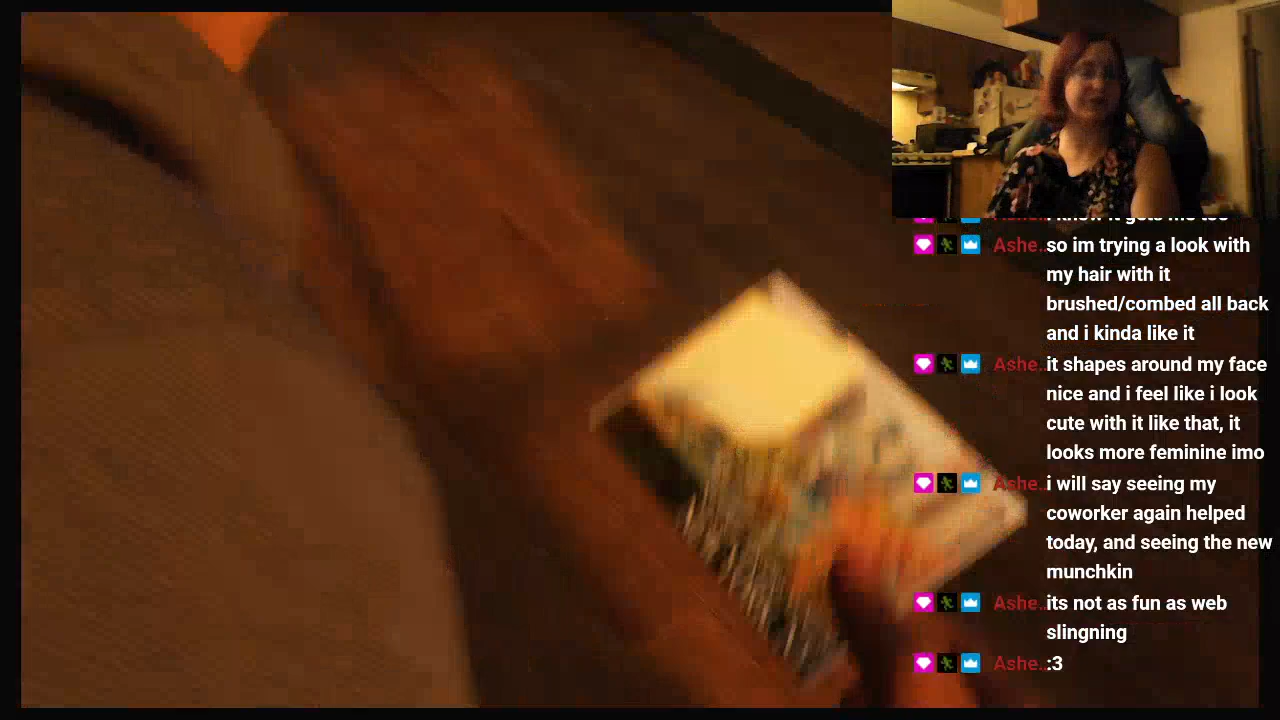 Ashe..so im trying a look with
my hair with it
brushed/combed all back
and i kinda like it
Ashe..it shapes around my face
nice and i feel like i look
cute with it like that, it
looks more feminine imo
Ashe..i will say seeing my
coworker again helped
today, and seeing the new
munchkin
Ashe..its not as fun as web
slingning
Ashe..:3